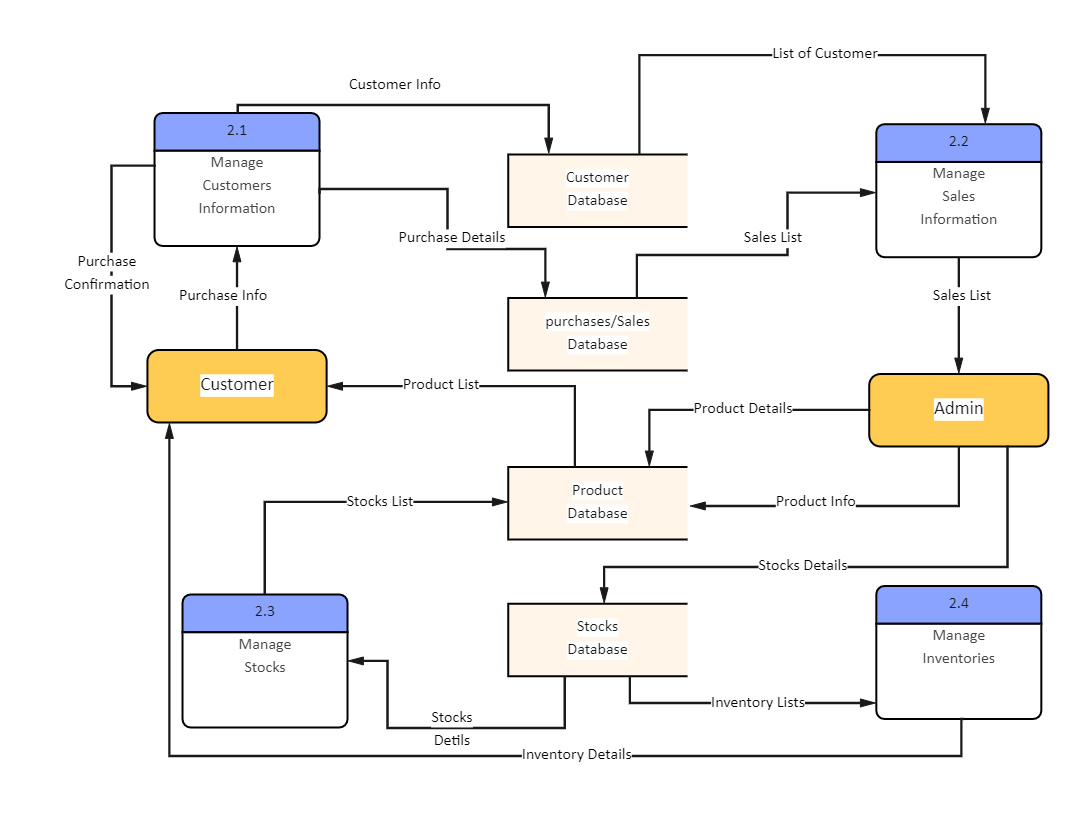 List of Customer
Customer Info
2.1
Manage
Customers
Information
2.2
Manage
Sales
Information
Customer
Database
Purchase Details
Sales List
Purchase
Confirmation
Purchase Info
Sales List
purchases/Sales
Database
Customer
Product List
Product Details
Admin
Product
Database
Stocks List
Product Info
Stocks Details
2.3
Manage
Stocks
Stocks
Database
2.4
Manage
Inventories
Inventory Lists
Stocks
Detils
Inventory Details